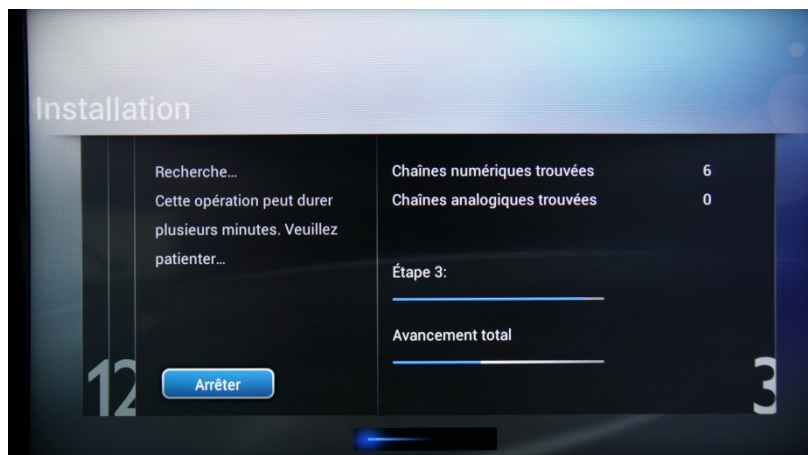 Installation
Recherche...
Cette opération peut durer
plusieurs minutes. Veuillez
patienter...
Arrêter
Chaînes numériques trouvées 6
Chaînes analogiques trouvées 0
Étape 3:
Avancement total
12
3